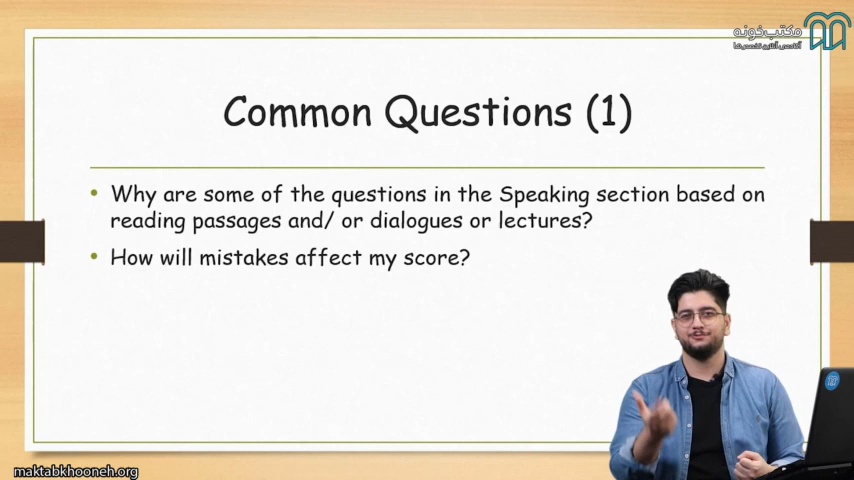 مکتب‌خونه
آکادمی آنلاین تخصص‌ها
Common Questions (1)
• Why are some of the questions in the Speaking section based on
reading passages and/ or dialogues or lectures?
• How will mistakes affect my score?
maktabkhooneh.org